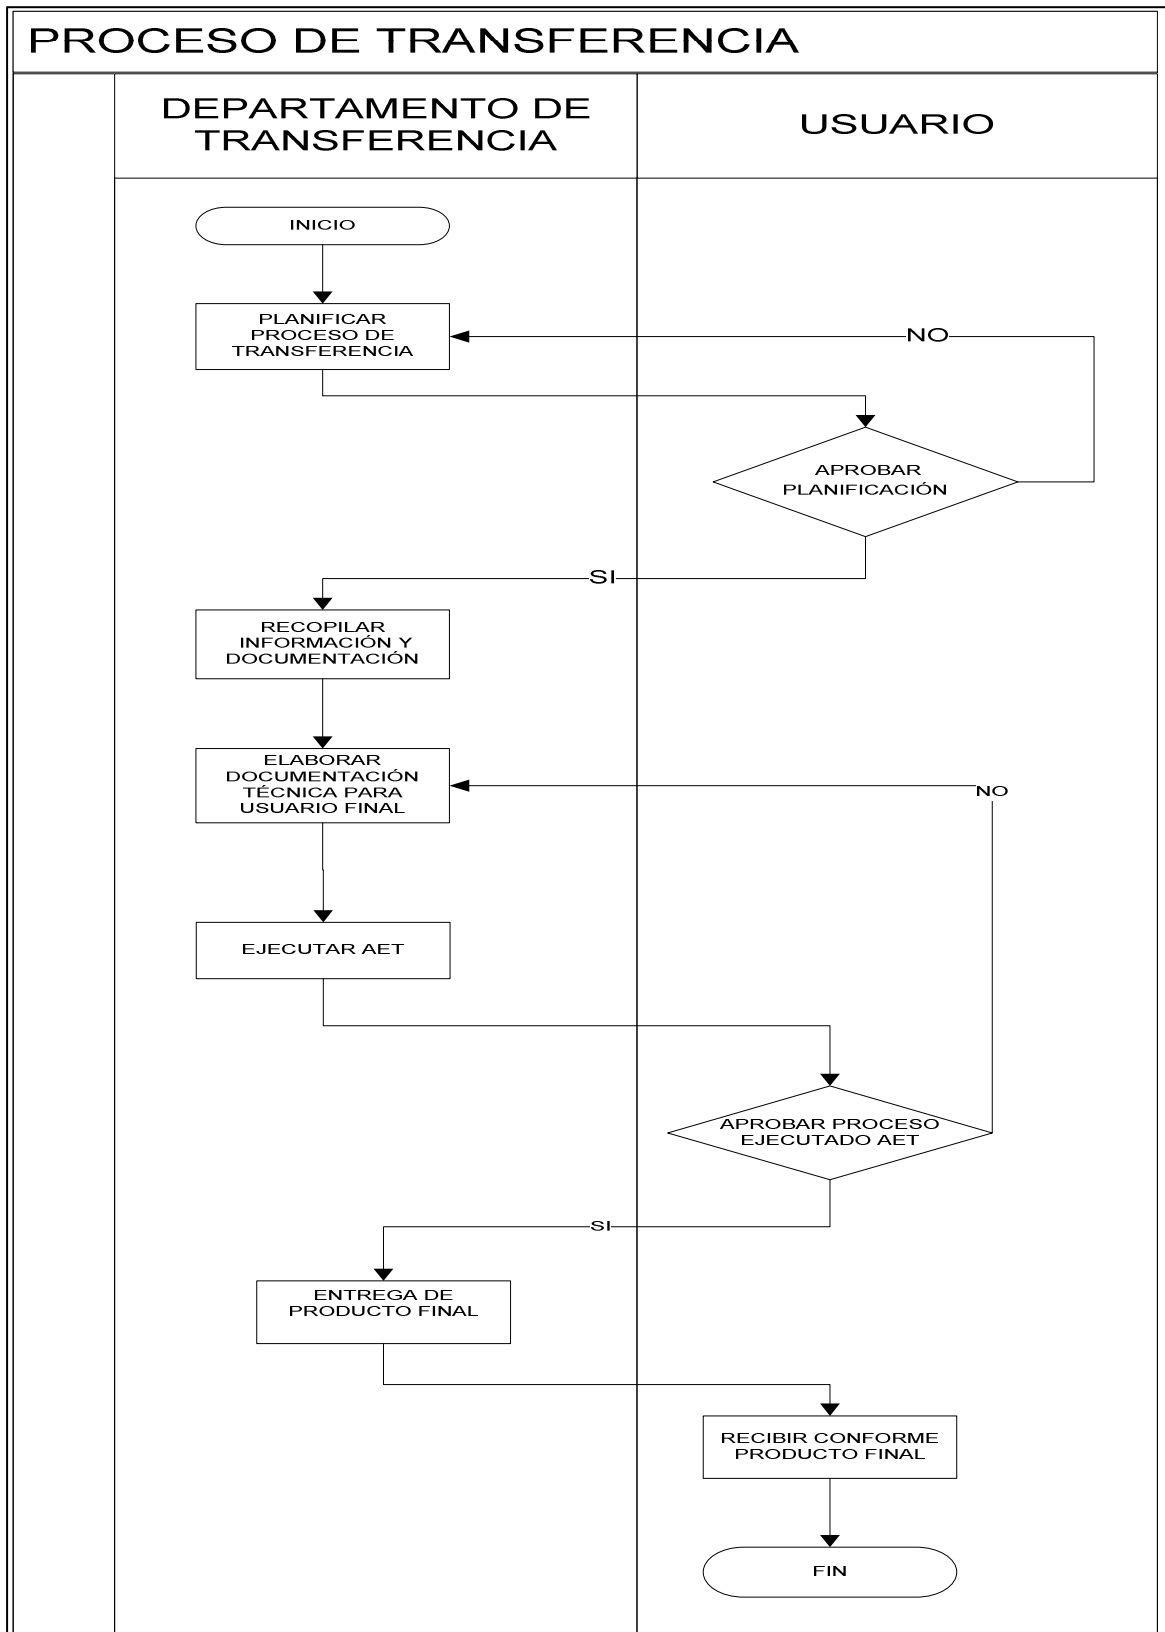 PROCESO DE TRANSFERENCIA
DEPARTAMENTO DE
TRANSFERENCIA
USUARIO
INICIO
PLANIFICAR
PROCESO DE
TRANSFERENCIA
NO
APROBAR
PLANIFICACIÓN
SI
RECOPILAR
INFORMACIÓN Y
DOCUMENTACIÓN
ELABORAR
DOCUMENTACIÓN
TÉCNICA PARA
USUARIO FINAL
NO
EJECUTAR AET
APROBAR PROCESO
EJECUTADO AET
SI
ENTREGA DE
PRODUCTO FINAL
RECIBIR CONFORME
PRODUCTO FINAL
FIN